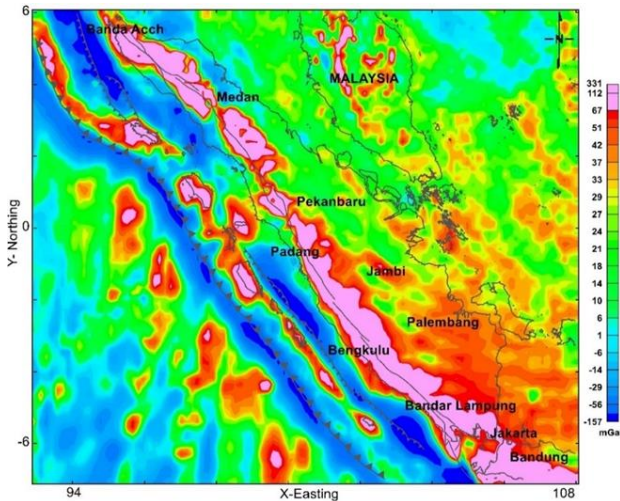 6
Banda Acch
N
MALAYSIA
Medan
Pekanbaru
0
Padang
Jambi
Palembang
Bengkulu
Bandar Lampung
-6
Jakarta
Bandung
94
X-Easting
108
Y- Northing
331
112
67
51
42
37
33
29
27
24
21
18
14
10
6
1
-6
-14
-29
-56
-157
mGa